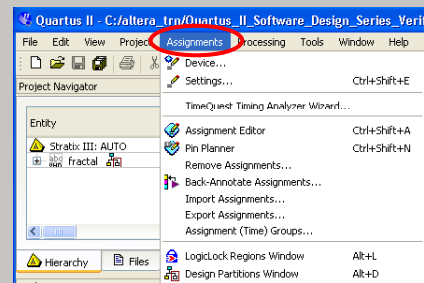 Quartus II - C:/altera_trn/Quartus_II_Software_Design_Series_Verif
File Edit View Project Assignments Processing Tools Window Help
Device...
Settings... Ctrl+Shift+E
Project Navigator
TimeQuest Timing Analyzer Wizard...
Entity
Assignment Editor Ctrl+Shift+A
Stratix III: AUTO
Pin Planner Ctrl+Shift+N
fractal
Remove Assignments...
Back-Annotate Assignments...
Import Assignments...
Export Assignments...
Assignment (Time) Groups...
Hierarchy Files
LogicLock Regions Window Alt+L
Design Partitions Window Alt+D